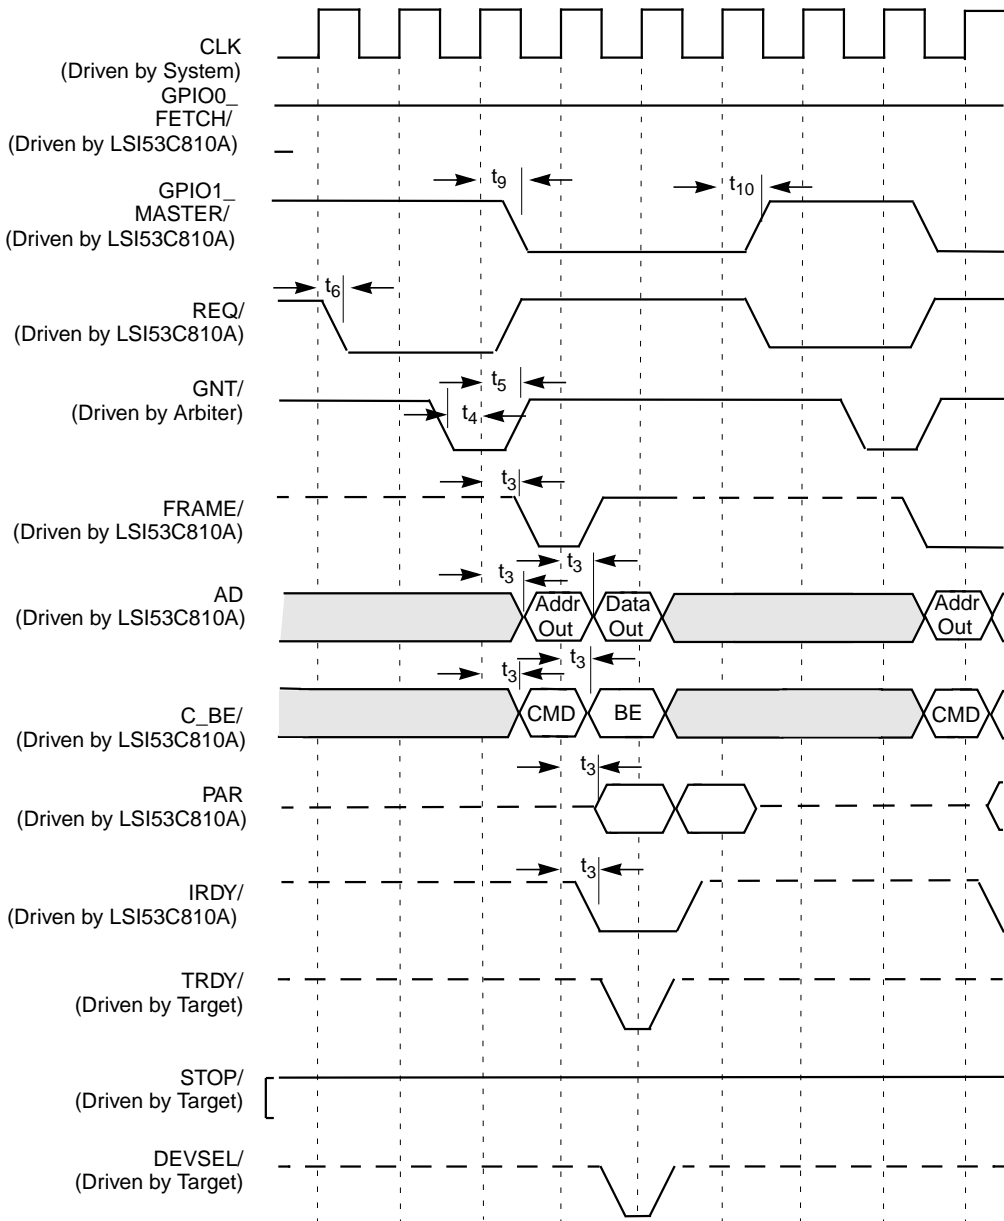 CLK
(Driven by System)
GPIO0_
FETCH/
(Driven by LSI53C810A)
t9
t10
GPIO1_
MASTER/
(Driven by LSI53C810A)
t6
REQ/
(Driven by LSI53C810A)
t5
GNT/
(Driven by Arbiter)
t4
t3
FRAME/
(Driven by LSI53C810A)
t3
t3
AD
(Driven by LSI53C810A)
Addr
Out
Data
Out
Addr
Out
t3
t3
C_BE/
(Driven by LSI53C810A)
CMD
BE
CMD
t3
PAR
(Driven by LSI53C810A)
t3
IRDY/
(Driven by LSI53C810A)
TRDY/
(Driven by Target)
STOP/
(Driven by Target)
DEVSEL/
(Driven by Target)